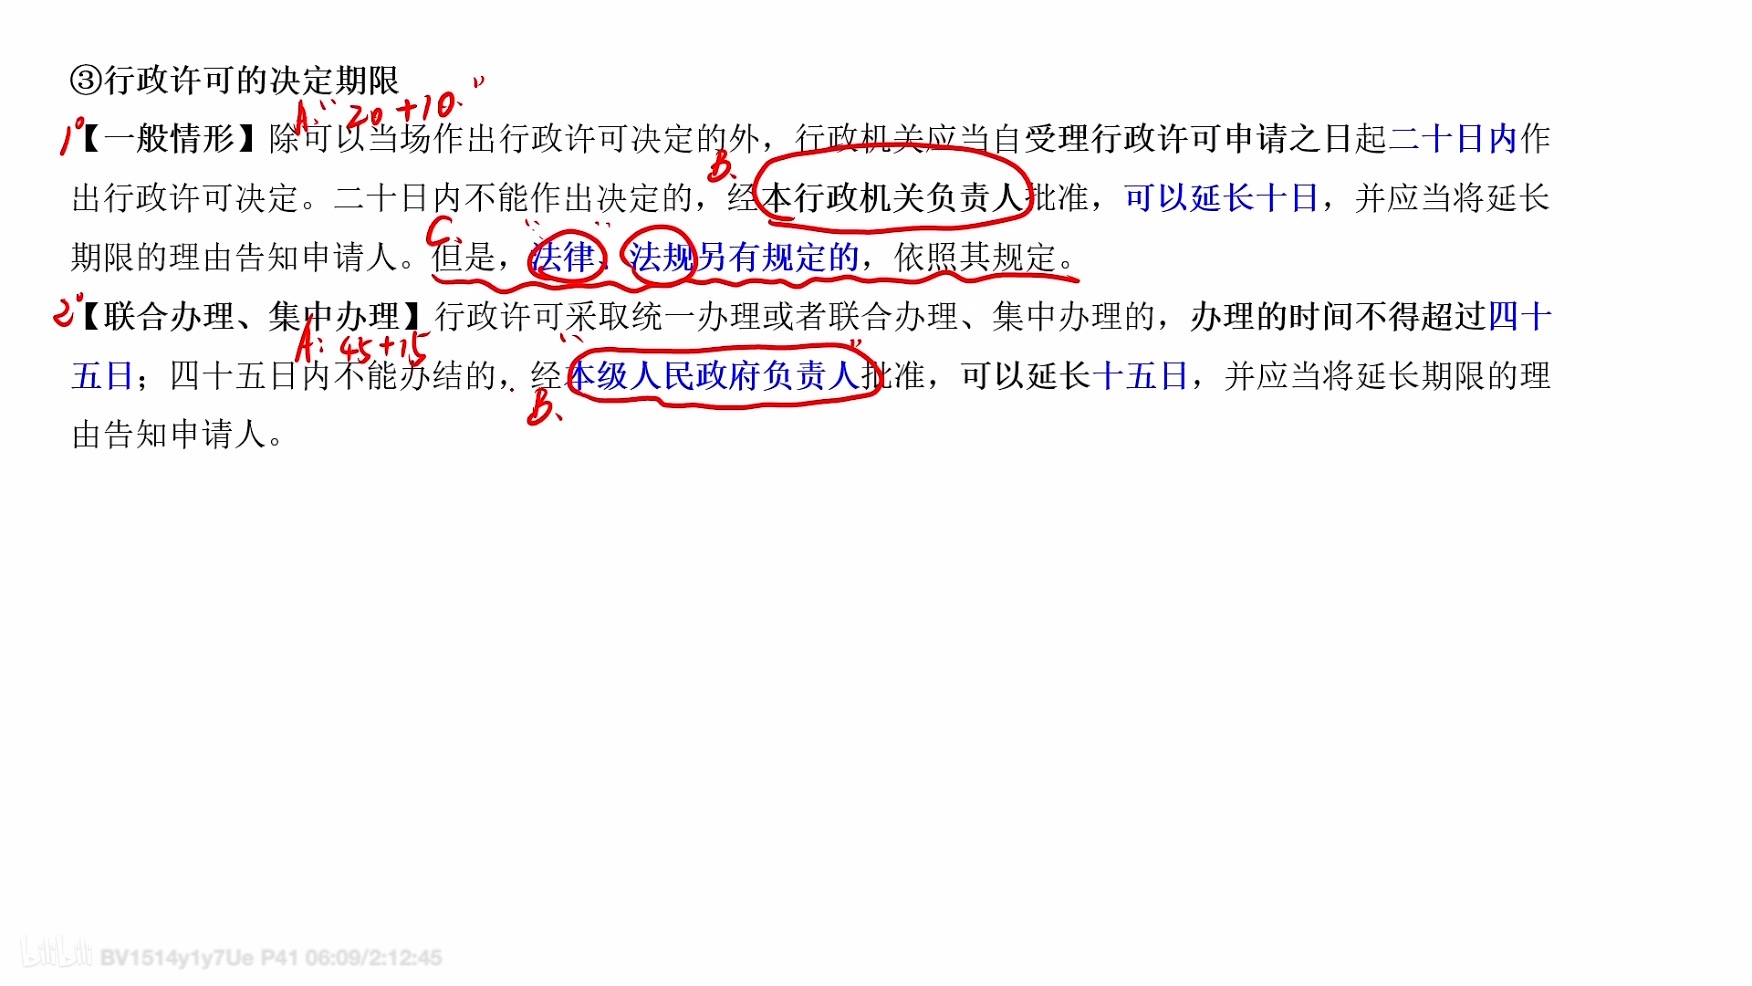 ③行政许可的决定期限
A: “20+10.”
1°【一般情形】除可以当场作出行政许可决定的外，行政机关应当自受理行政许可申请之日起二十日内作
B、
出行政许可决定。二十日内不能作出决定的，经本行政机关负责人批准，可以延长十日，并应当将延长
C、
期限的理由告知申请人。但是，法律、法规另有规定的，依照其规定。
2°【联合办理、集中办理】行政许可采取统一办理或者联合办理、集中办理的，办理的时间不得超过四十
A: 45+15
五日；四十五日内不能办结的，经本级人民政府负责人批准，可以延长十五日，并应当将延长期限的理
B、
由告知申请人。
bilibili BV1514y1y7Ue P41 06:09/2:12:45